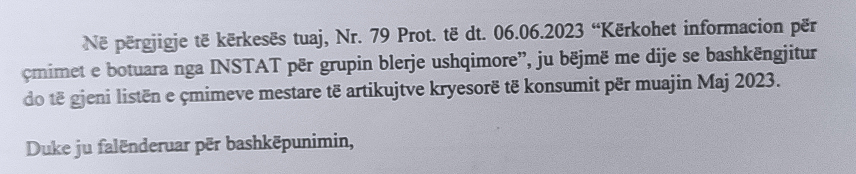 Në përgjigje të kërkesës tuaj, Nr. 79 Prot. të dt. 06.06.2023 “Kërkohet informacion për
çmimet e botuara nga INSTAT për grupin blerje ushqimore”, ju bëjmë me dije se bashkëngjitur
do të gjeni listën e çmimeve mestare të artikujtve kryesorë të konsumit për muajin Maj 2023.
Duke ju falënderuar për bashkëpunimin,